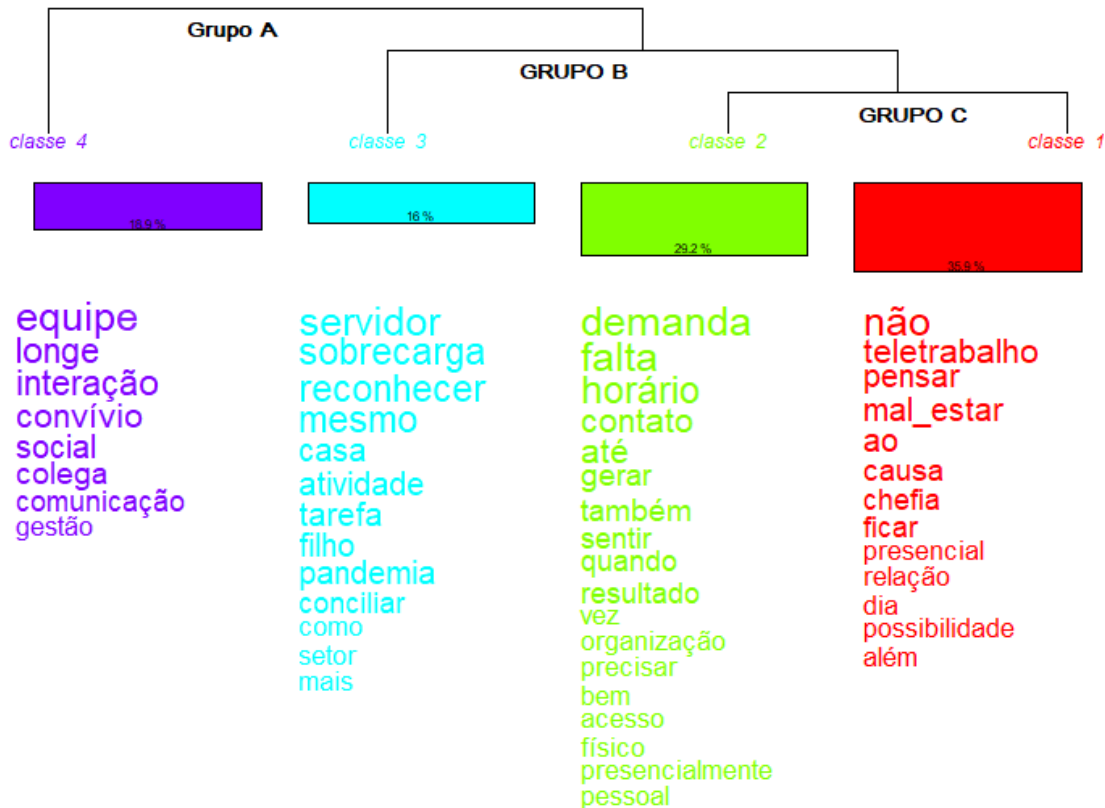 Grupo A
GRUPO B
GRUPO C
classe 4
classe 3
classe 2
classe 1
18.9 %
16 %
29.2 %
35.9 %
equipe
longe
interação
convívio
social
colega
comunicação
gestão
servidor
sobrecarga
reconhecer
mesmo
casa
atividade
tarefa
filho
pandemia
conciliar
como
setor
mais
demanda
falta
horário
contato
até
gerar
também
sentir
quando
resultado
vez
organização
precisar
bem
acesso
físico
presencialmente
pessoal
não
teletrabalho
pensar
mal_estar
ao
causa
chefia
ficar
presencial
relação
dia
possibilidade
além